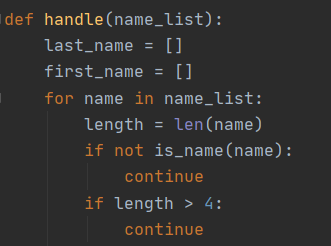 def handle(name_list):
    last_name = []
    first_name = []
    for name in name_list:
        length = len(name)
        if not is_name(name):
            continue
        if length > 4:
            continue